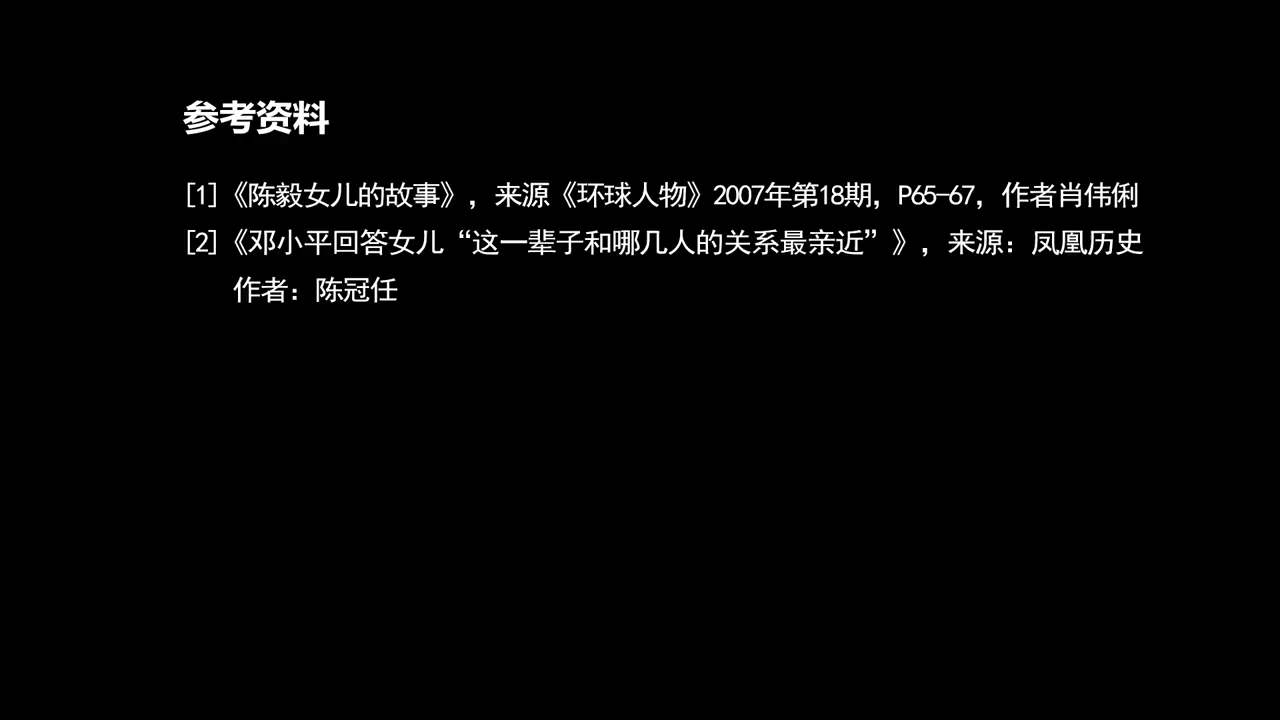 参考资料
[1]《陈毅女儿的故事》，来源《环球人物》2007年第18期，P65-67，作者肖伟俐
[2]《邓小平回答女儿“这一辈子和哪几人的关系最亲近”》，来源：凤凰历史
作者：陈冠任